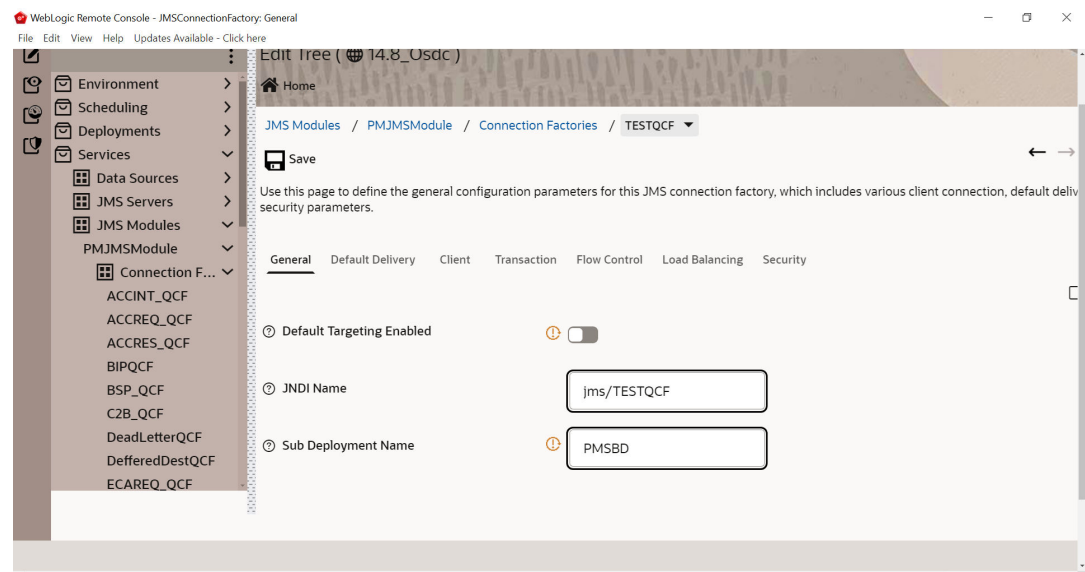 WebLogic Remote Console - JMSConnectionFactory: General
File Edit View Help Updates Available - Click here
Edit Tree ( 14.8_Osdc )
Home
Environment
Scheduling
Deployments
Services
Data Sources
JMS Servers
JMS Modules
PMJMSModule
Connection F...
ACCINT_QCF
ACCREQ_QCF
ACCRES_QCF
BIPQCF
BSP_QCF
C2B_QCF
DeadLetterQCF
DefferedDestQCF
ECAREQ_QCF
JMS Modules / PMJMSModule / Connection Factories / TESTQCF
Save
Use this page to define the general configuration parameters for this JMS connection factory, which includes various client connection, default deliv
security parameters.
General Default Delivery Client Transaction Flow Control Load Balancing Security
Default Targeting Enabled
JNDI Name jms/TESTQCF
Sub Deployment Name PMSBD